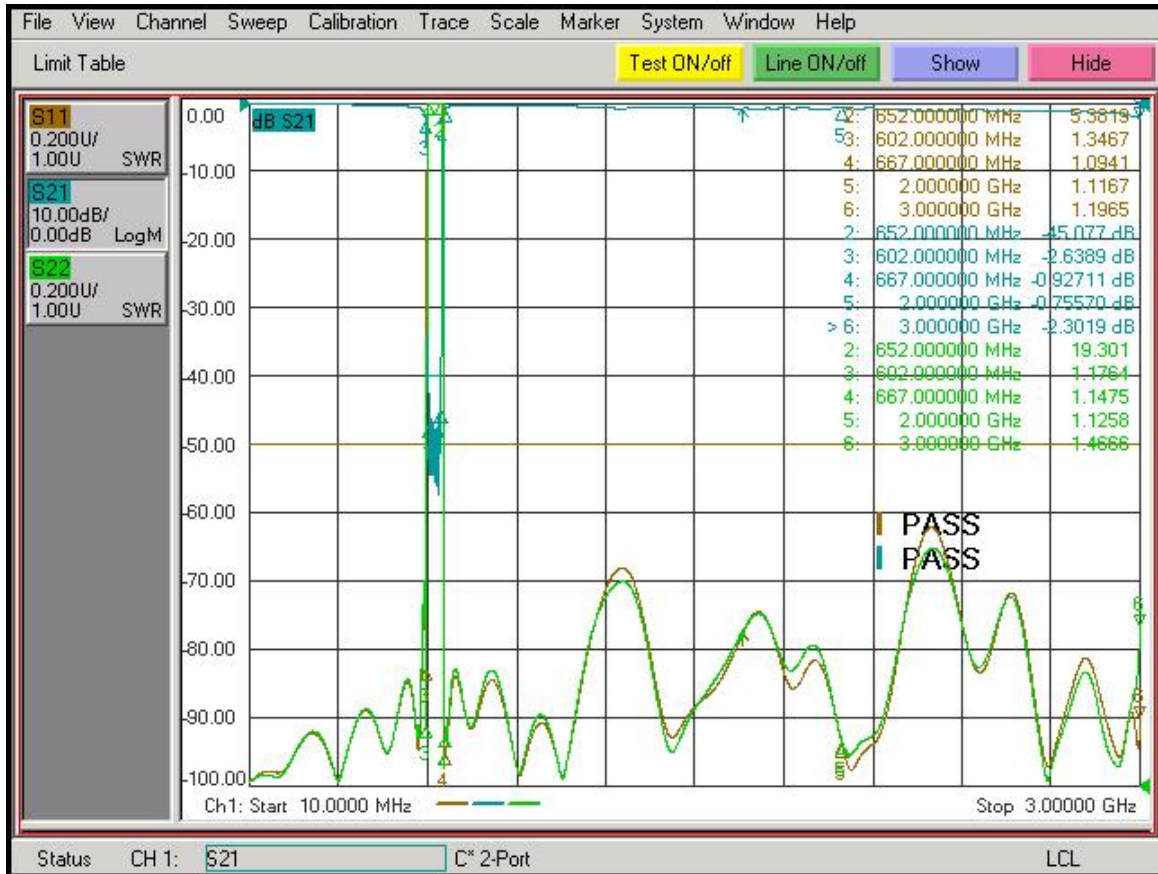 File View Channel Sweep Calibration Trace Scale Marker System Window Help
Limit Table Test ON/off Line ON/off Show Hide
S11
0.200U/
1.00U SWR
S21
10.00dB/
0.00dB LogM
S22
0.200U/
1.00U SWR
dB S21
0.00
-10.00
-20.00
-30.00
-40.00
-50.00
-60.00
-70.00
-80.00
-90.00
-100.00
2: 652.000000 MHz 5.3819
3: 602.000000 MHz 1.3467
4: 667.000000 MHz 1.0941
5: 2.000000 GHz 1.1167
6: 3.000000 GHz 1.1965
2: 652.000000 MHz -45.077 dB
3: 602.000000 MHz -2.6389 dB
4: 667.000000 MHz -0.92711 dB
5: 2.000000 GHz -0.75570 dB
> 6: 3.000000 GHz -2.3019 dB
2: 652.000000 MHz 19.301
3: 602.000000 MHz 1.1764
4: 667.000000 MHz 1.1475
5: 2.000000 GHz 1.1258
6: 3.000000 GHz 1.4666
PASS
PASS
Ch1: Start 10.0000 MHz Stop 3.00000 GHz
Status CH 1: S21 C* 2-Port LCL